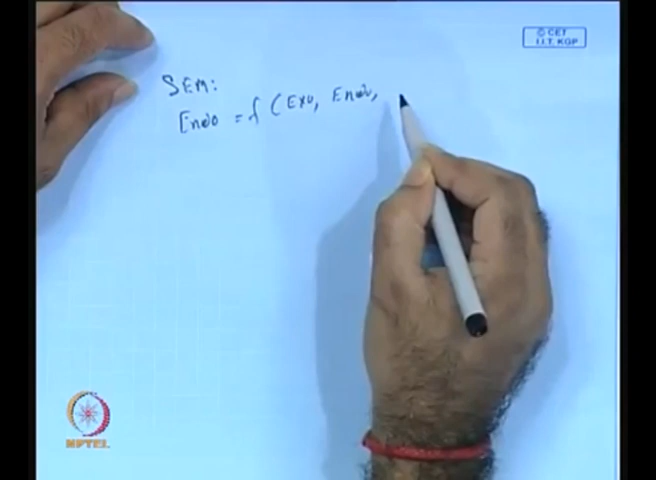 © CET
I.I.T. KGP
SEM:
Endo = f (Exo, Endo,
NPTEL